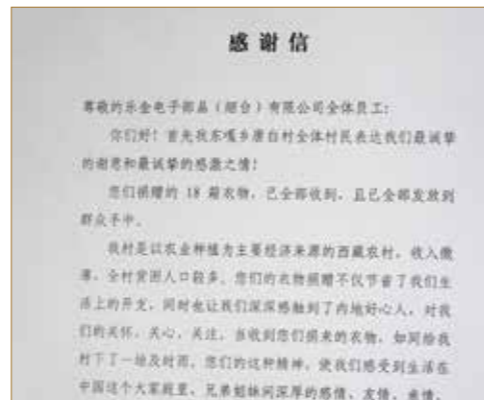 感谢信
尊敬的乐金电子部品（烟台）有限公司全体员工：
你们好！首先我东嘎乡唐白村全体村民表达我们最诚挚
的谢意和最诚挚的感激之情！
您们捐赠的 18 箱衣物，已全部收到，且已全部发放到
群众手中。
我村是以农业种植为主要经济来源的西藏农村，收入微
薄，全村贫困人口较多。您们的衣物捐赠不仅节省了我们生
活上的开支，同时也让我们深深感触到了内地好心人，对我
们的关怀、关心、关注。当收到您们捐来的衣物，如同给我
村下了一场及时雨。您们的这种精神，使我们感受到生活在
中国这个大家庭里，兄弟姐妹间深厚的感情、友情、亲情。